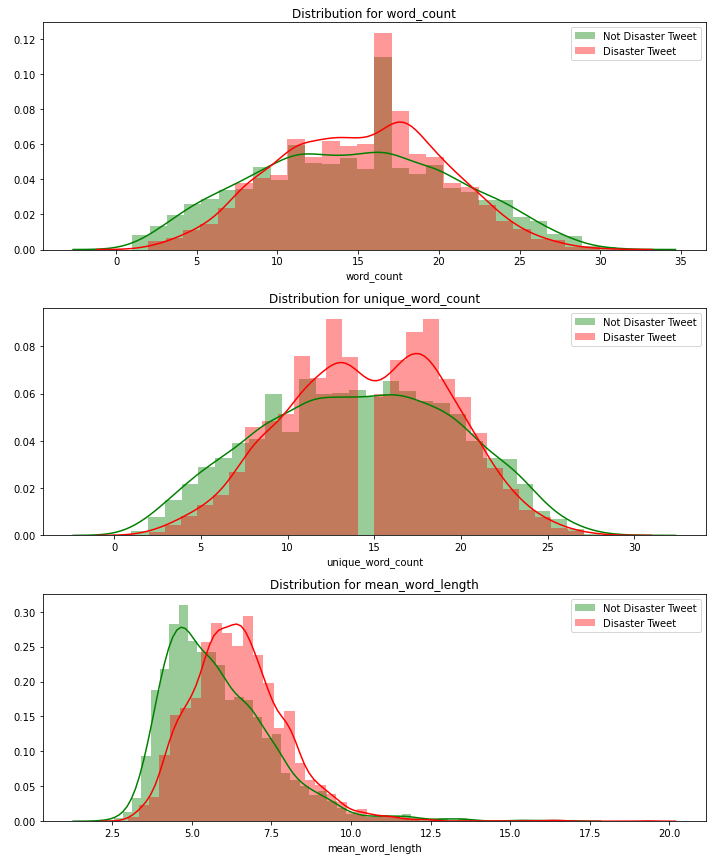 Distribution for word_count
Not Disaster Tweet
Disaster Tweet
0.12
0.10
0.08
0.06
0.04
0.02
0.00
0 5 10 15 20 25 30 35
word_count
Distribution for unique_word_count
Not Disaster Tweet
Disaster Tweet
0.08
0.06
0.04
0.02
0.00
0 5 10 15 20 25 30
unique_word_count
Distribution for mean_word_length
Not Disaster Tweet
Disaster Tweet
0.30
0.25
0.20
0.15
0.10
0.05
0.00
2.5 5.0 7.5 10.0 12.5 15.0 17.5 20.0
mean_word_length